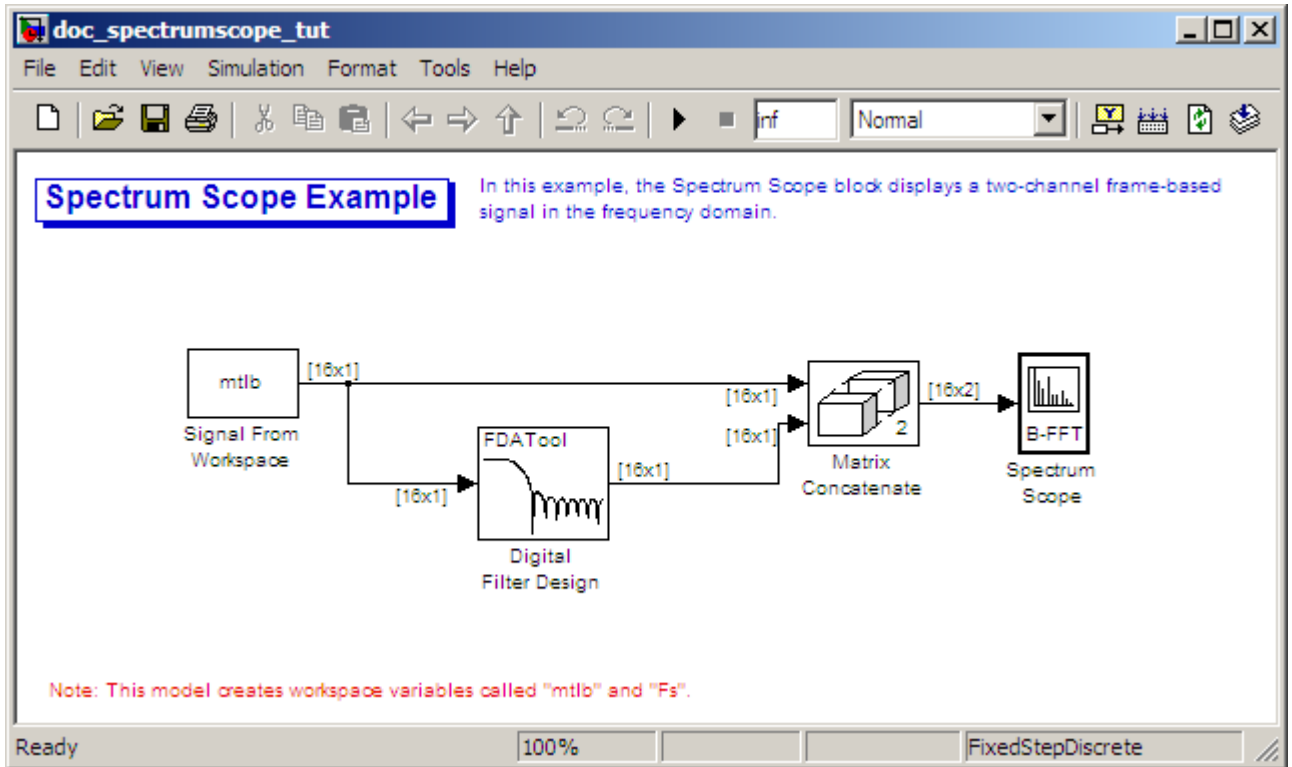 doc_spectrumscope_tut
File Edit View Simulation Format Tools Help
inf Normal
Spectrum Scope Example
In this example, the Spectrum Scope block displays a two-channel frame-based
signal in the frequency domain.
mtlb
[16x1]
Signal From
Workspace
[16x1]
FDATool
[16x1]
Digital
Filter Design
[16x1]
[16x1]
2
Matrix
Concatenate
[16x2]
B-FFT
Spectrum
Scope
Note: This model creates workspace variables called "mtlb" and "Fs".
Ready 100% FixedStepDiscrete